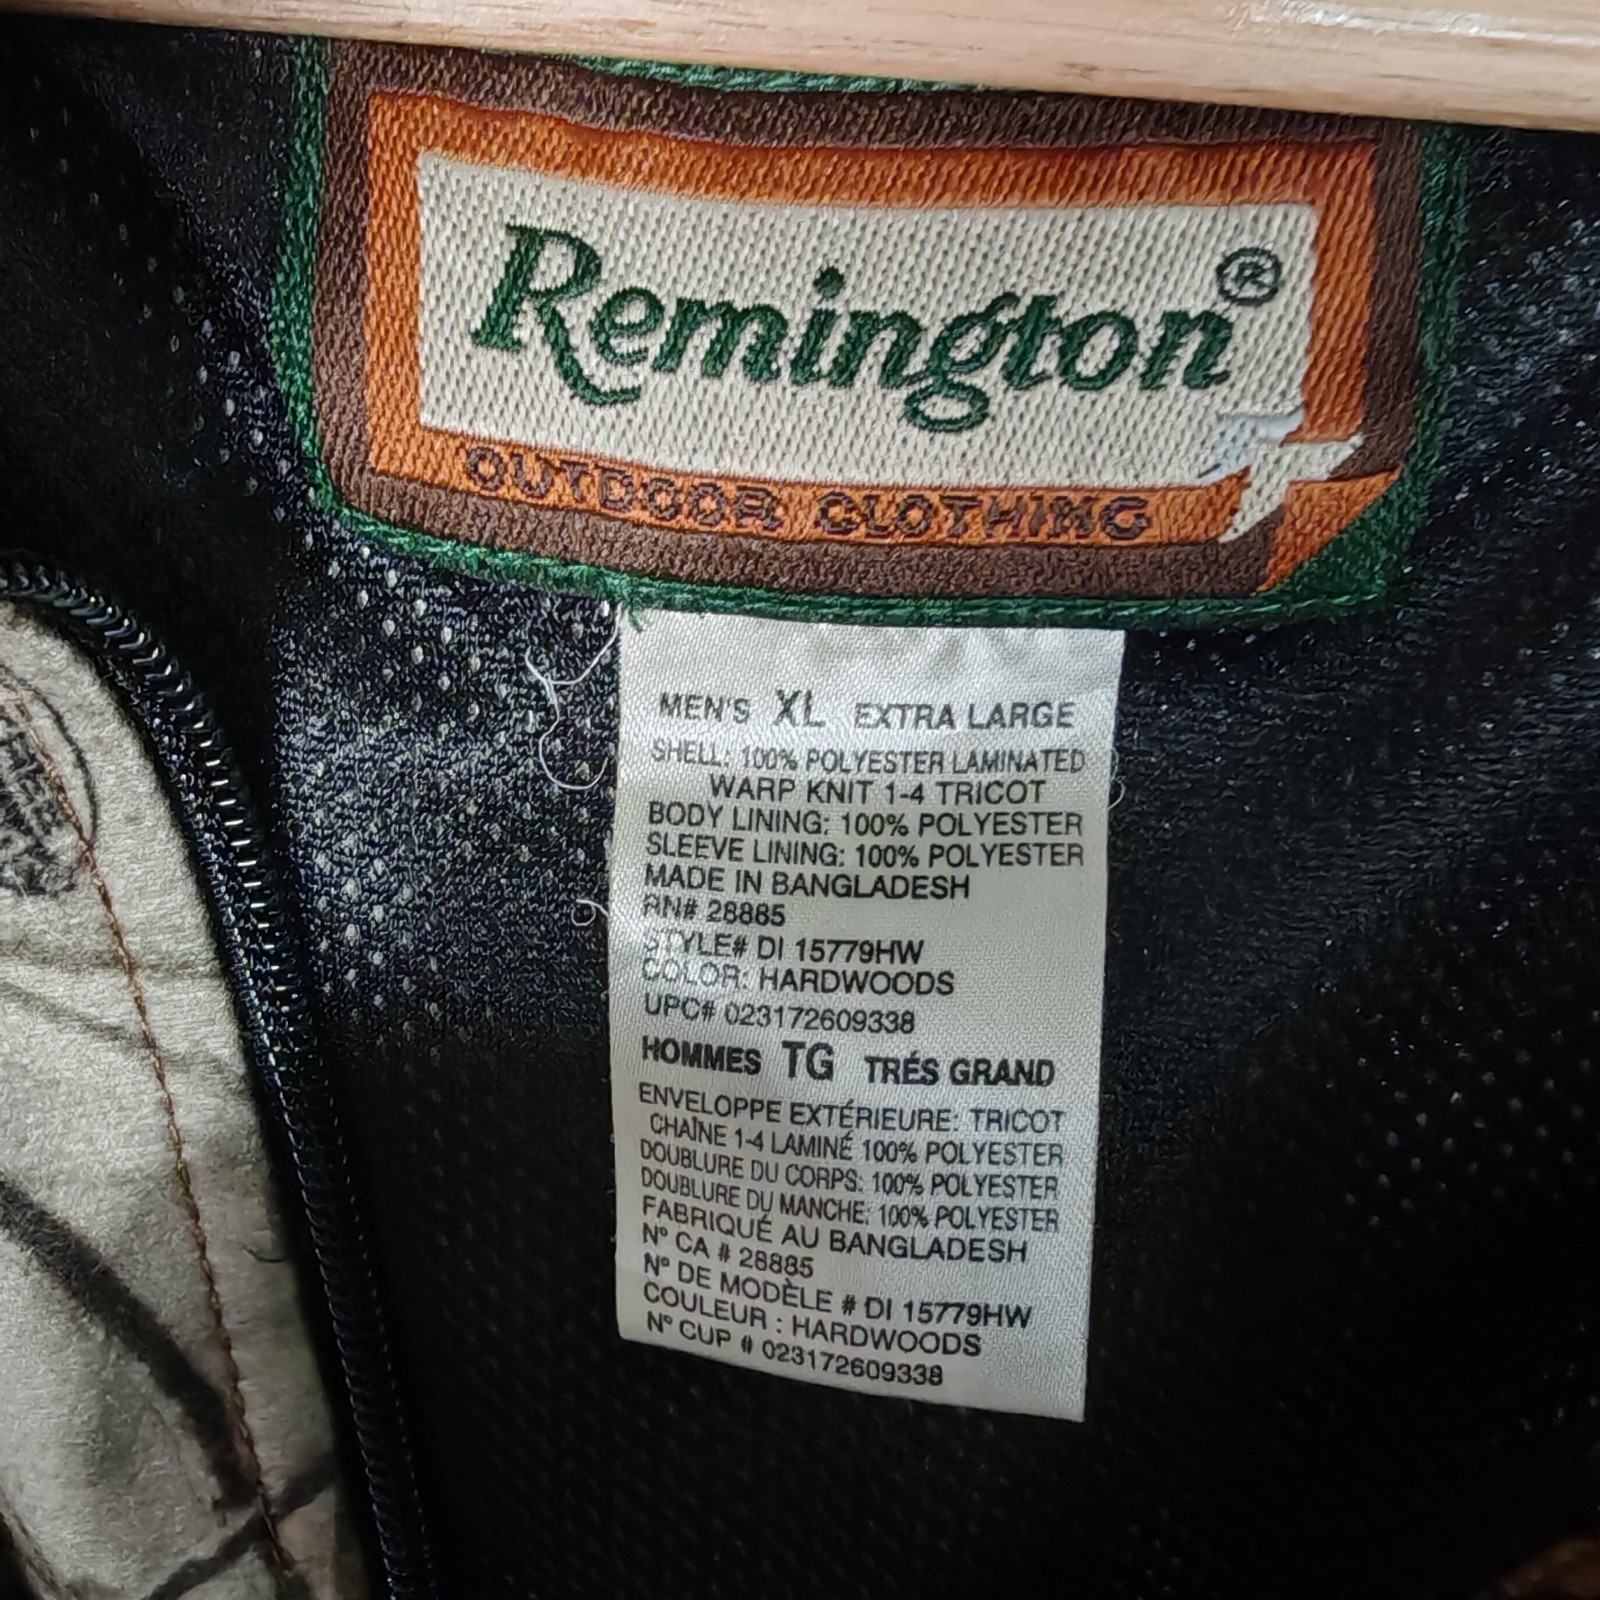 Remington®
OUTDOOR CLOTHING
MEN'S XL EXTRA LARGE
SHELL: 100% POLYESTER LAMINATED
WARP KNIT 1-4 TRICOT
BODY LINING: 100% POLYESTER
SLEEVE LINING: 100% POLYESTER
MADE IN BANGLADESH
RN# 28885
STYLE# DI 15779HW
COLOR: HARDWOODS
UPC# 023172609338
HOMMES TG TRÉS GRAND
ENVELOPPE EXTÉRIEURE: TRICOT
CHAÎNE 1-4 LAMINÉ 100% POLYESTER
DOUBLURE DU CORPS: 100% POLYESTER
DOUBLURE DU MANCHE: 100% POLYESTER
FABRIQUÉ AU BANGLADESH
Nº CA # 28885
Nº DE MODÈLE # DI 15779HW
COULEUR : HARDWOODS
Nº CUP # 023172609338